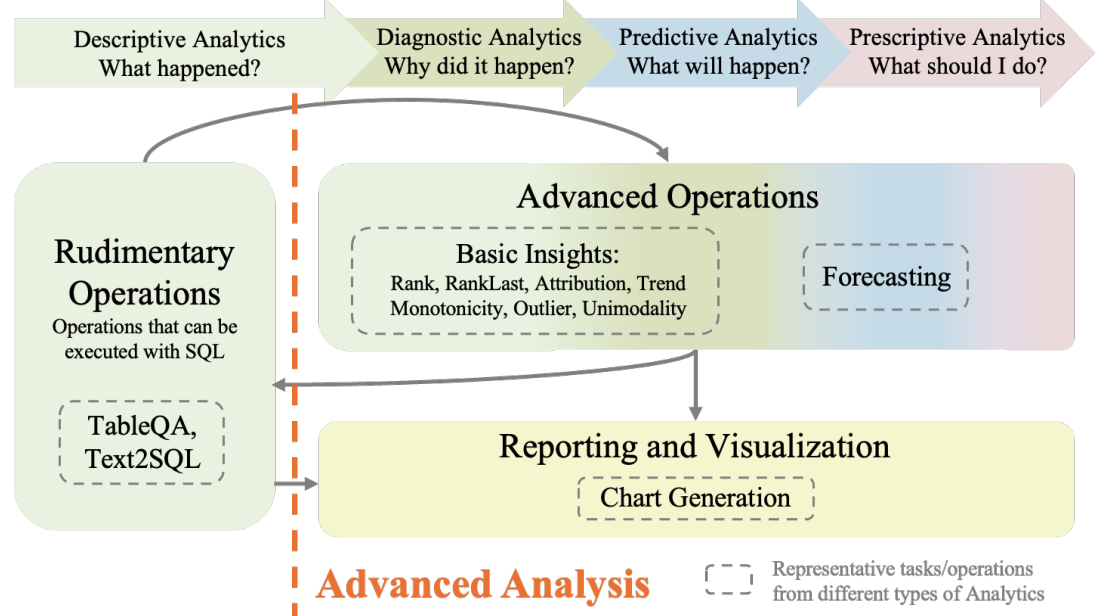 Descriptive Analytics
What happened?
Diagnostic Analytics
Why did it happen?
Predictive Analytics
What will happen?
Prescriptive Analytics
What should I do?
Rudimentary
Operations
Operations that can be
executed with SQL
TableQA,
Text2SQL
Advanced Operations
Basic Insights:
Rank, RankLast, Attribution, Trend
Monotonicity, Outlier, Unimodality
Forecasting
Reporting and Visualization
Chart Generation
Advanced Analysis
Representative tasks/operations
from different types of Analytics